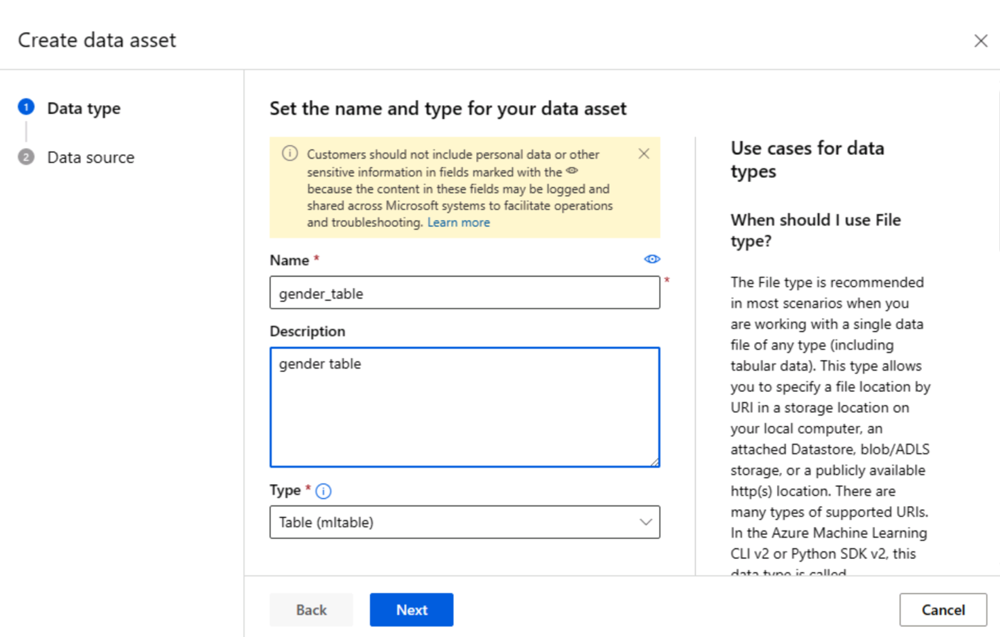 Create data asset
1 Data type
2 Data source
Set the name and type for your data asset
Customers should not include personal data or other
sensitive information in fields marked with the
because the content in these fields may be logged and
shared across Microsoft systems to facilitate operations
and troubleshooting. Learn more
Name *
*
gender_table
Description
gender table
Type *
Table (mltable)
Use cases for data
types
When should I use File
type?
The File type is recommended
in most scenarios when you
are working with a single data
file of any type (including
tabular data). This type allows
you to specify a file location by
URI in a storage location on
your local computer, an
attached Datastore, blob/ADLS
storage, or a publicly available
http(s) location. There are
many types of supported URIs.
In the Azure Machine Learning
CLI v2 or Python SDK v2, this
data type is called
Back
Next
Cancel